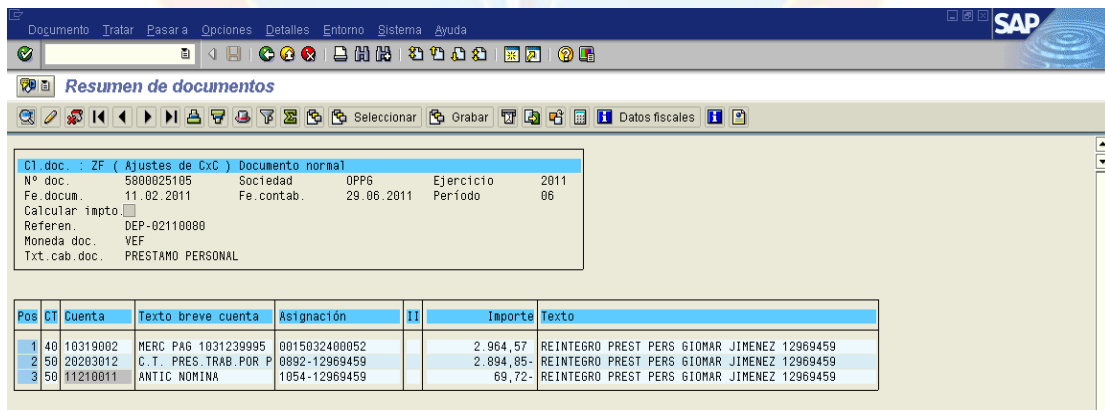 Documento Tratar Pasar a Opciones Detalles Entorno Sistema Ayuda
SAP
Resumen de documentos
Seleccionar Grabar Datos fiscales
Cl.doc. : ZF ( Ajustes de CxC ) Documento normal
Nº doc. 5800025105 Sociedad OPPG Ejercicio 2011
Fe.docum. 11.02.2011 Fe.contab. 29.06.2011 Período 06
Calcular impto.
Referen. DEP-02110080
Moneda doc. VEF
Txt.cab.doc. PRESTAMO PERSONAL
Pos CT Cuenta Texto breve cuenta Asignación II Importe Texto
1 40 10319002 MERC PAG 1031239995 0015032400052 2.964,57 REINTEGRO PREST PERS GIOMAR JIMENEZ 12969459
2 50 20203012 C.T. PRES.TRAB.POR P 0892-12969459 2.894,85- REINTEGRO PREST PERS GIOMAR JIMENEZ 12969459
3 50 11210011 ANTIC NOMINA 1054-12969459 69,72- REINTEGRO PREST PERS GIOMAR JIMENEZ 12969459